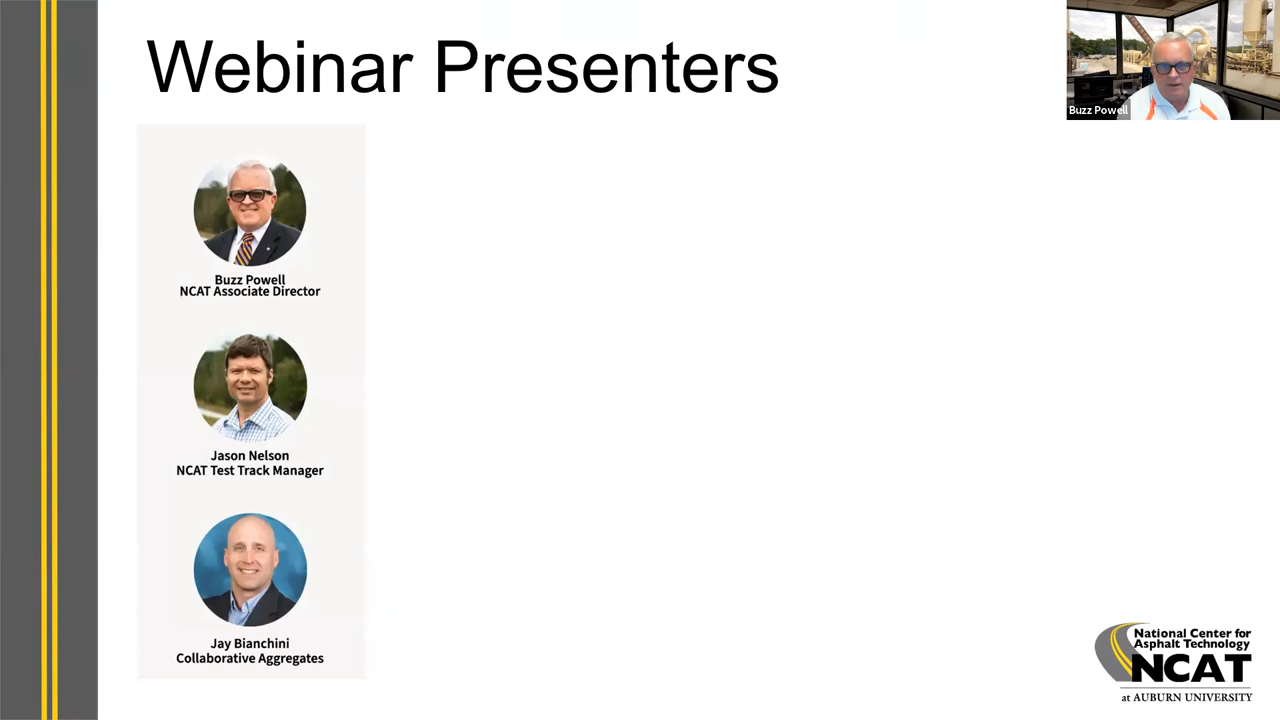 Webinar Presenters
Buzz Powell
Buzz Powell
NCAT Associate Director
Jason Nelson
NCAT Test Track Manager
Jay Bianchini
Collaborative Aggregates
National Center for
Asphalt Technology
NCAT
at AUBURN UNIVERSITY